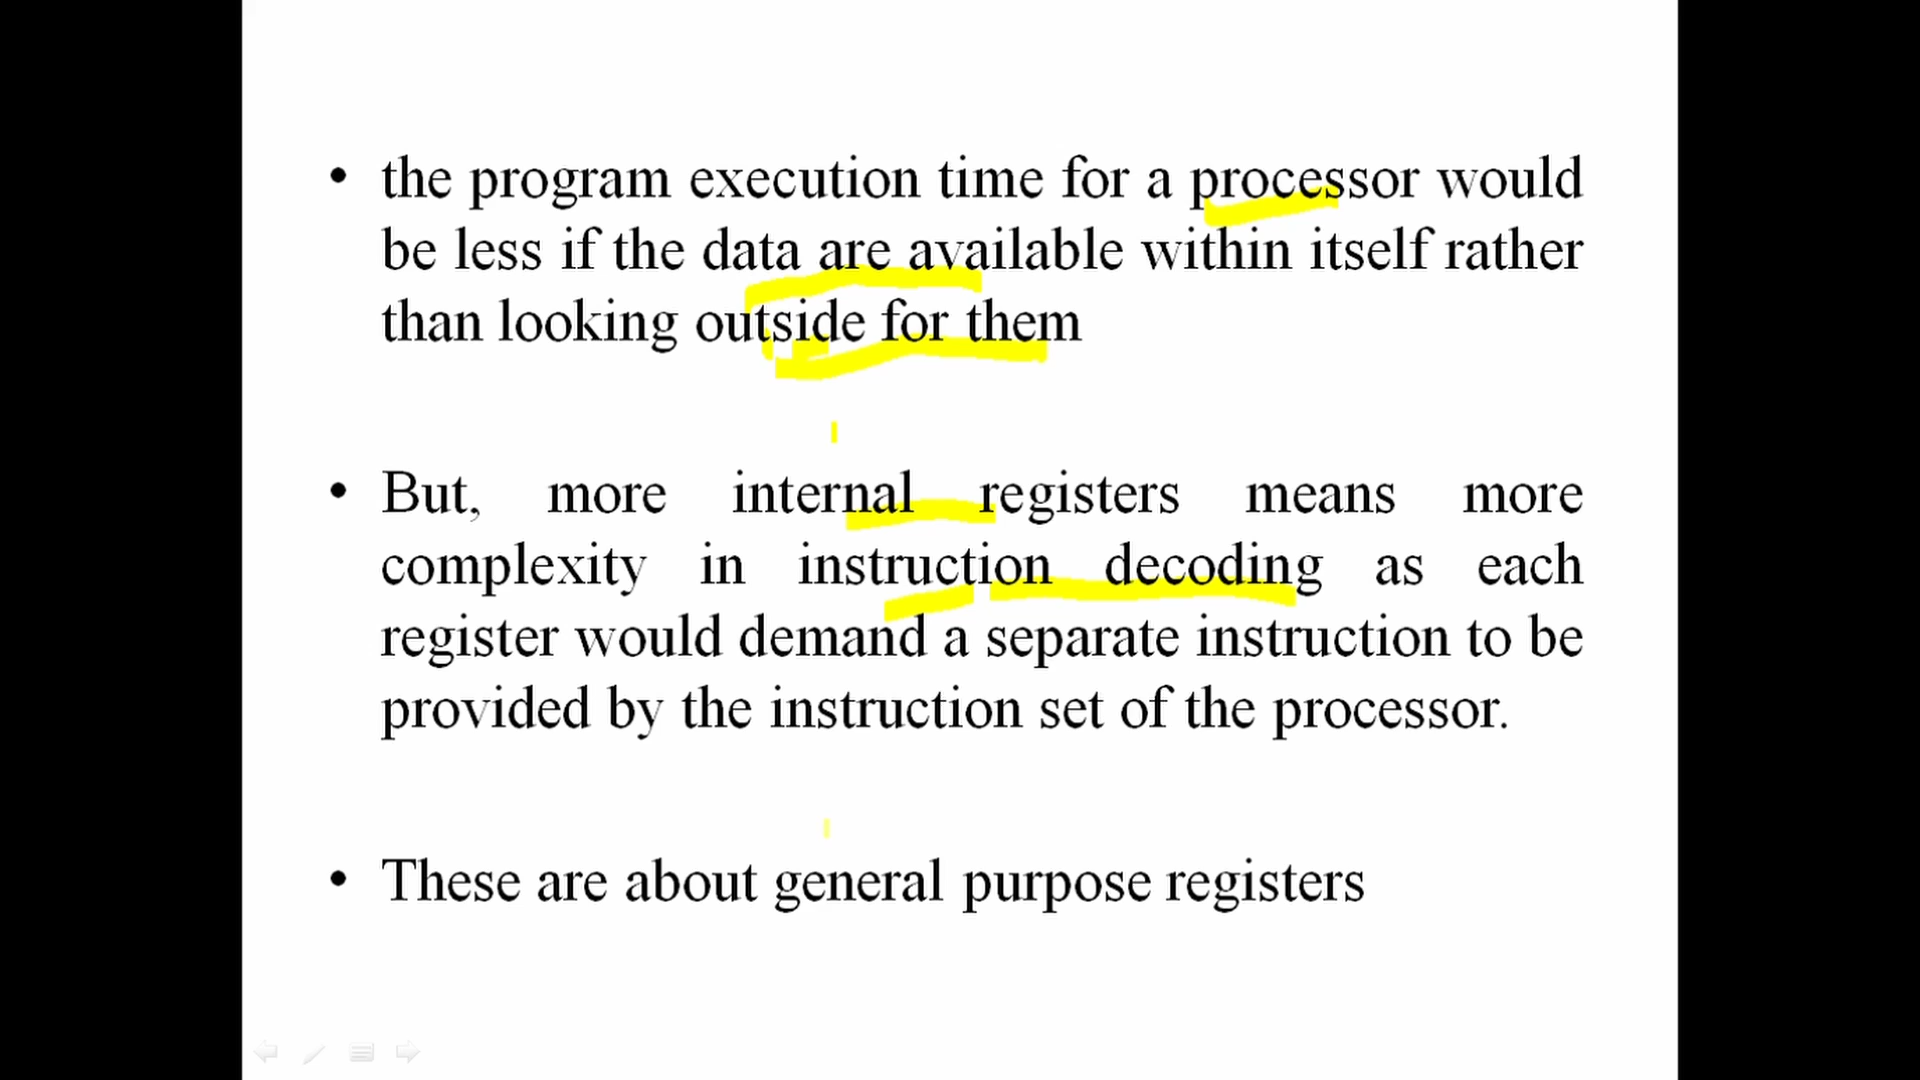 • the program execution time for a processor would
be less if the data are available within itself rather
than looking outside for them
• But, more internal registers means more
complexity in instruction decoding as each
register would demand a separate instruction to be
provided by the instruction set of the processor.
• These are about general purpose registers